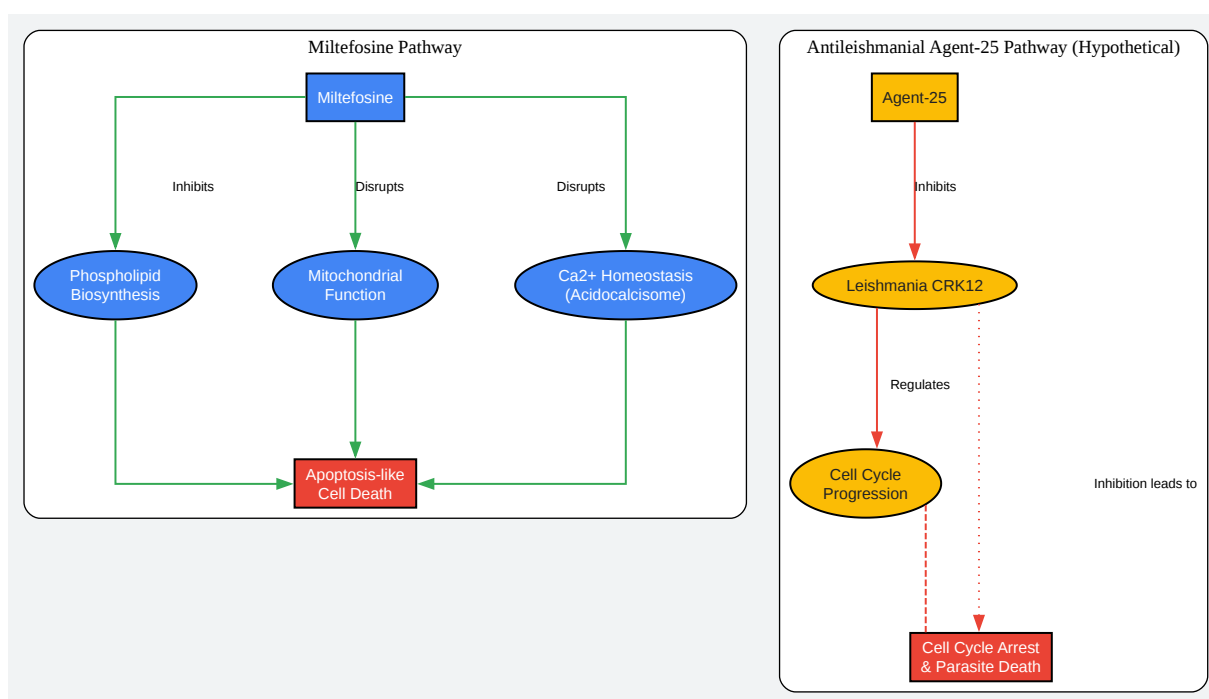 Miltefosine Pathway
Miltefosine
Inhibits
Disrupts
Disrupts
Phospholipid
Biosynthesis
Mitochondrial
Function
Ca2+ Homeostasis
(Acidocalcisome)
Apoptosis-like
Cell Death
Antileishmanial Agent-25 Pathway (Hypothetical)
Agent-25
Inhibits
Leishmania CRK12
Regulates
Cell Cycle
Progression
Inhibition leads to
Cell Cycle Arrest
& Parasite Death